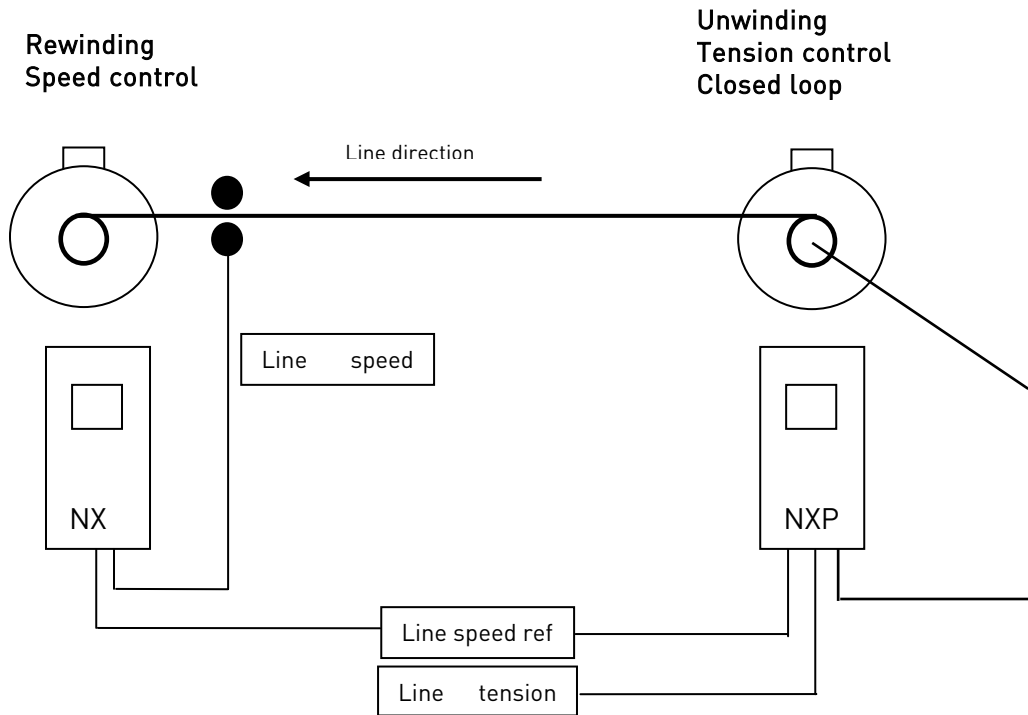 Rewinding
Speed control
Unwinding
Tension control
Closed loop
Line direction
Line speed
NX
NXP
Line speed ref
Line tension